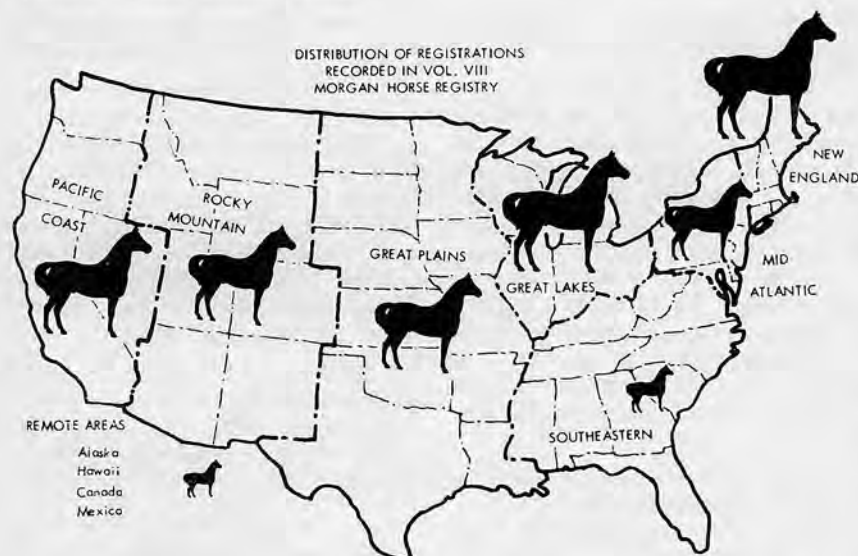 DISTRIBUTION OF REGISTRATIONS
RECORDED IN VOL. VIII
MORGAN HORSE REGISTRY
NEW
ENGLAND
PACIFIC
COAST
ROCKY
MOUNTAIN
GREAT PLAINS
GREAT LAKES
MID
ATLANTIC
SOUTHEASTERN
REMOTE AREAS
Alaska
Hawaii
Canada
Mexico